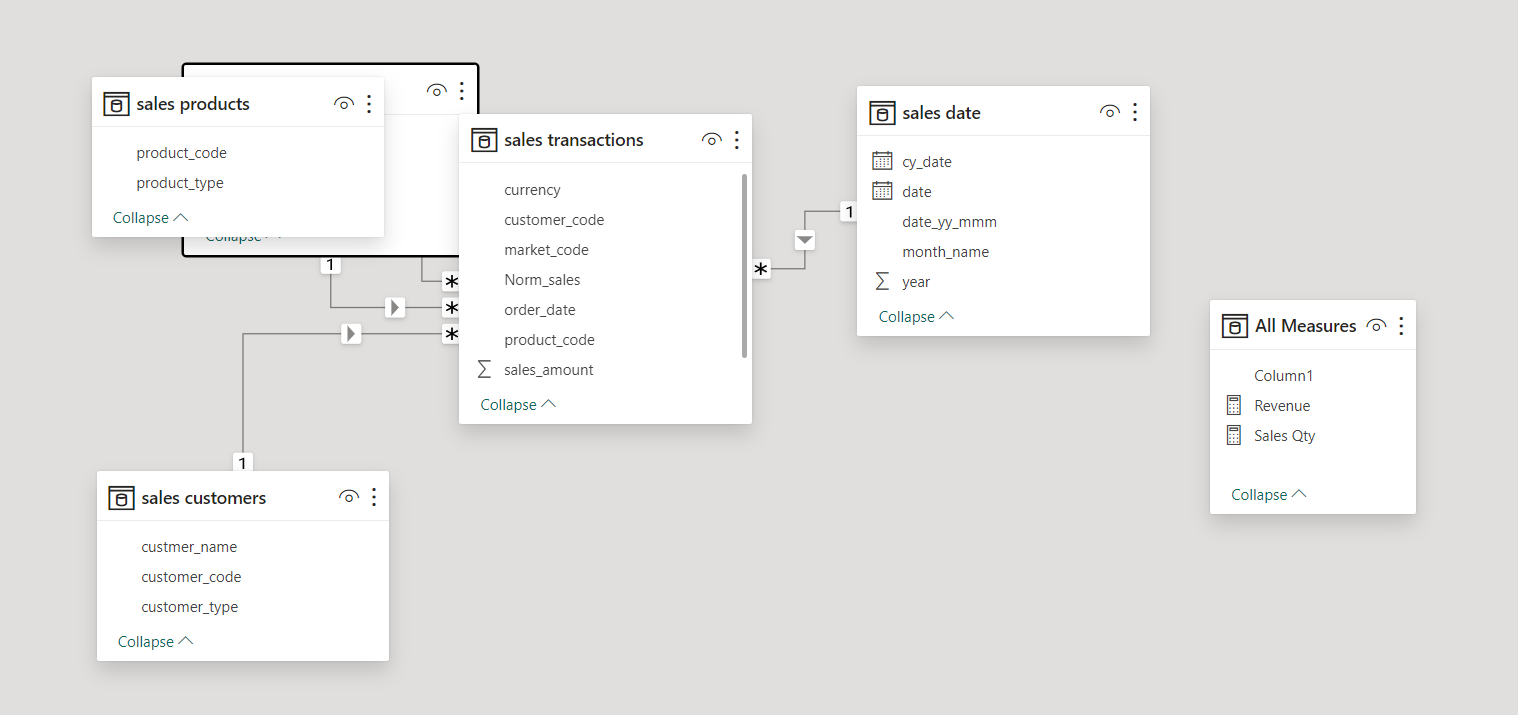 sales products
product_code
product_type
Collapse
Collapse
1
*
*
*
sales transactions
currency
customer_code
market_code
Norm_sales
order_date
product_code
sales_amount
Collapse
*
1
sales date
cy_date
date
date_yy_mmm
month_name
year
Collapse
All Measures
Column1
Revenue
Sales Qty
Collapse
1
sales customers
custmer_name
customer_code
customer_type
Collapse